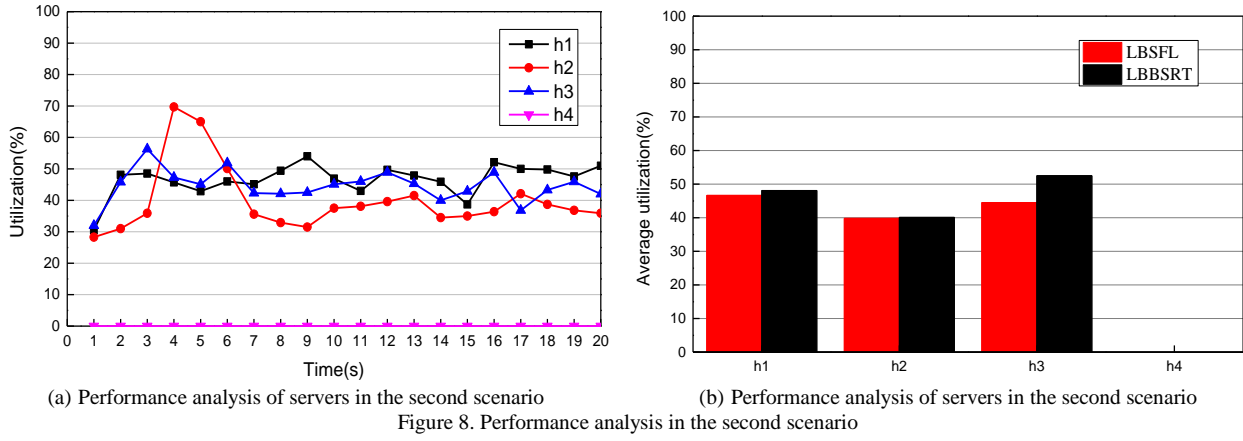 100
90
80
70
60
50
40
30
20
10
0
Utilization(%)
h1
h2
h3
h4
0 1 2 3 4 5 6 7 8 9 10 11 12 13 14 15 16 17 18 19 20
Time(s)
(a) Performance analysis of servers in the second scenario
100
90
80
70
60
50
40
30
20
10
0
Average utilization(%)
LBSFL
LBBSRT
h1 h2 h3 h4
(b) Performance analysis of servers in the second scenario
Figure 8. Performance analysis in the second scenario